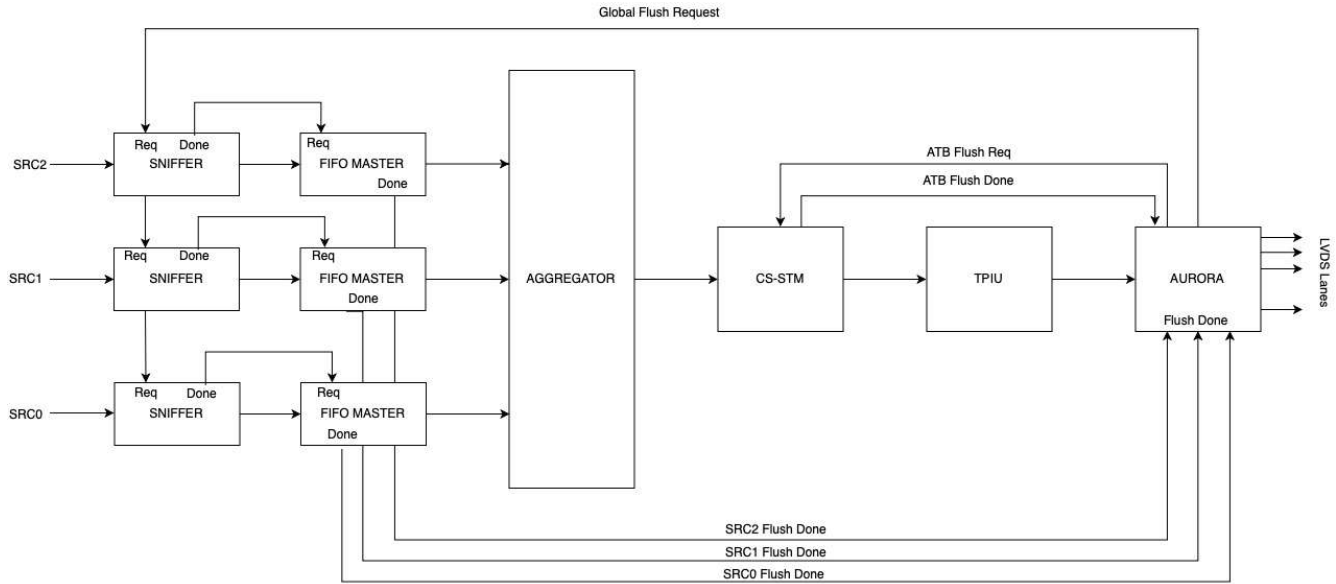 Global Flush Request
Req Done
SRC2
SNIFFER
Req
FIFO MASTER
Done
ATB Flush Req
ATB Flush Done
Req Done
SRC1
SNIFFER
Req
FIFO MASTER
Done
AGGREGATOR
CS-STM
TPIU
AURORA
Flush Done
LVDS Lanes
Req Done
SRC0
SNIFFER
Req
FIFO MASTER
Done
SRC2 Flush Done
SRC1 Flush Done
SRC0 Flush Done